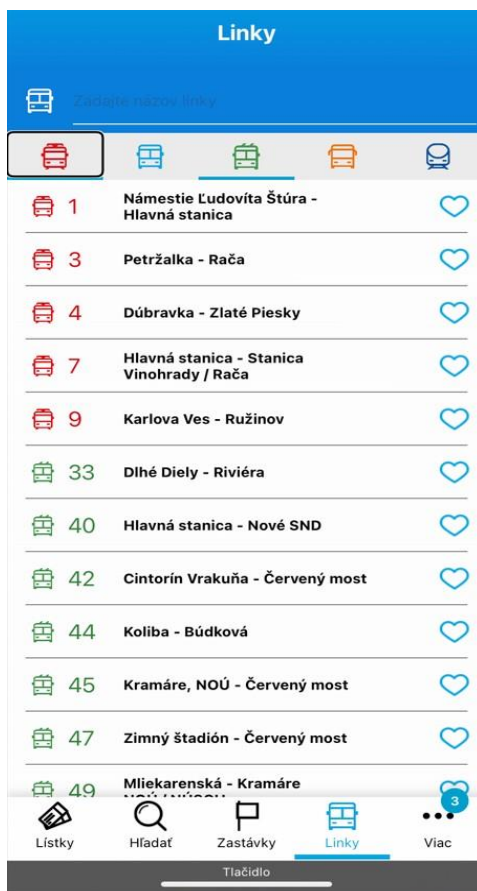 Linky
Zadajte názov linky
1 Námestie Ľudovíta Štúra -
Hlavná stanica
3 Petržalka - Rača
4 Dúbravka - Zlaté Piesky
7 Hlavná stanica - Stanica
Vinohrady / Rača
9 Karlova Ves - Ružinov
33 Dlhé Diely - Riviéra
40 Hlavná stanica - Nové SND
42 Cintorín Vrakuňa - Červený most
44 Koliba - Búdková
45 Kramáre, NOÚ - Červený most
47 Zimný štadión - Červený most
49 Mliekarenská - Kramáre
3
Lístky Hľadať Zastávky Linky Viac
Tlačidlo